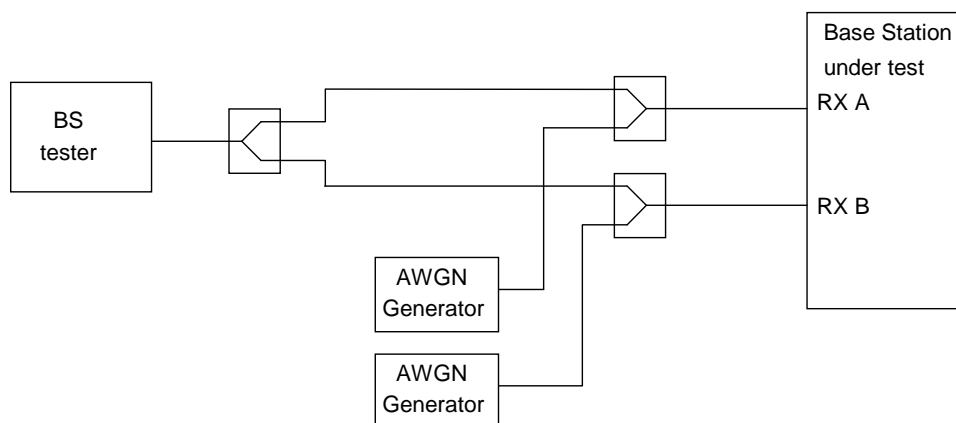 Base Station
under test
RX A
BS
tester
RX B
AWGN
Generator
AWGN
Generator